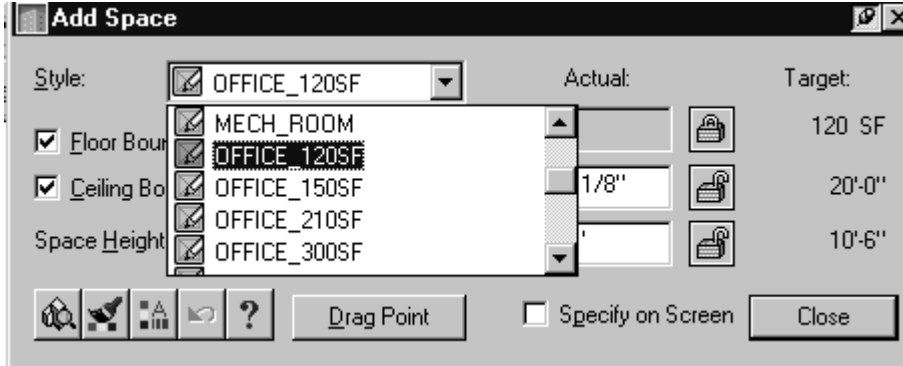 Add Space
Style: OFFICE_120SF Actual: Target:
MECH_ROOM 120 SF
Floor Bour OFFICE_120SF
Ceiling Bo OFFICE_150SF 1/8" 20'-0"
OFFICE_210SF
Space Height OFFICE_300SF ' 10'-6"
? Drag Point Specify on Screen Close